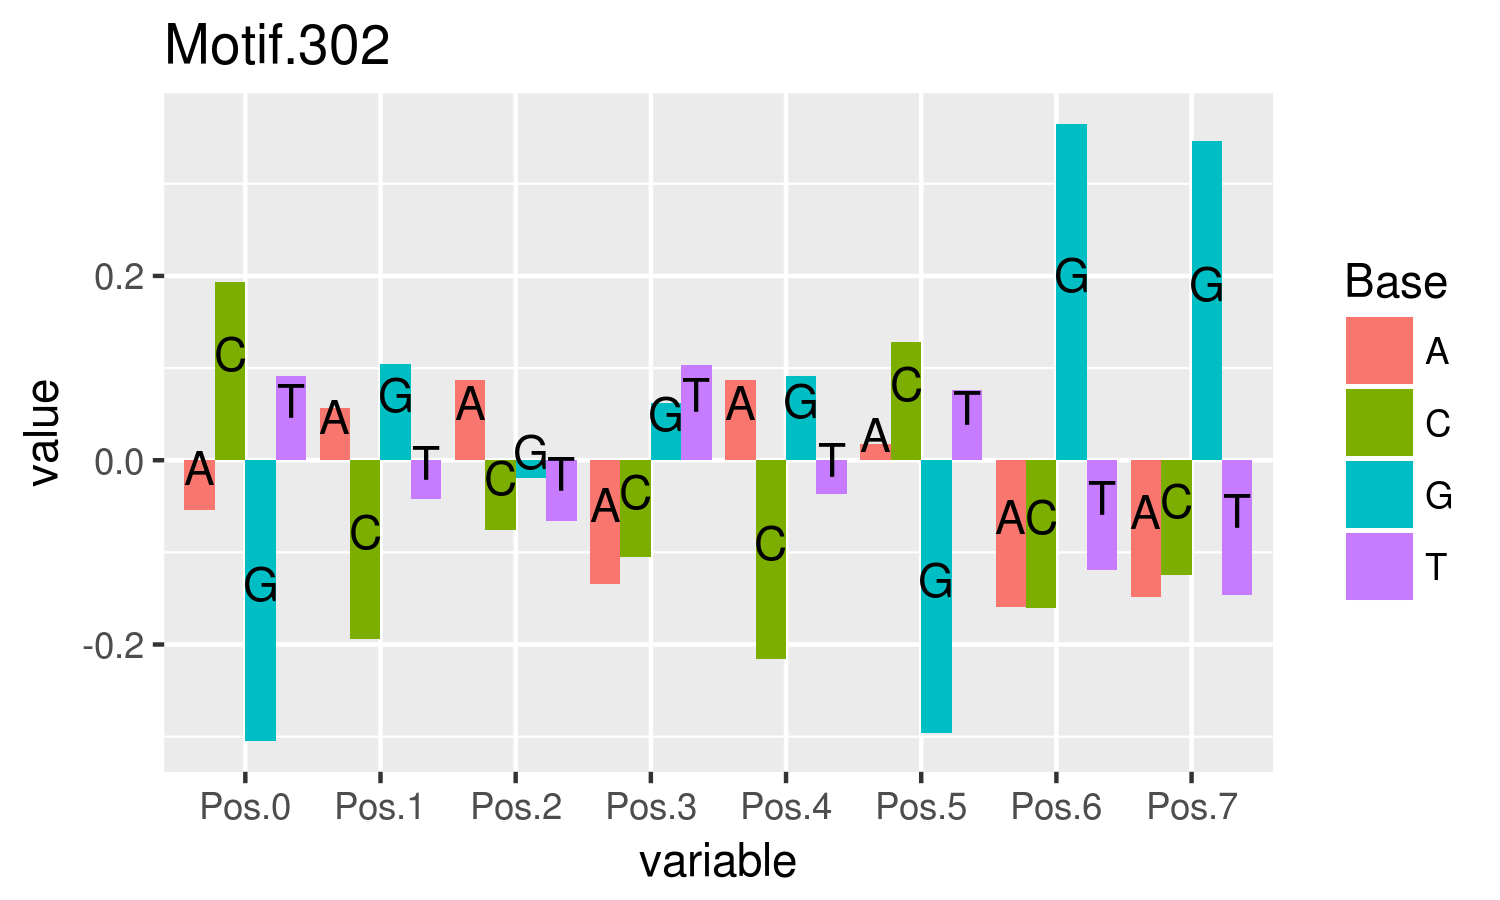 Motif.302
value
0.2
0.0
-0.2
A C G T A C G T A C G T A C G T A C G T A C G T A C G T A C G T
Pos.0 Pos.1 Pos.2 Pos.3 Pos.4 Pos.5 Pos.6 Pos.7
variable
Base
A
C
G
T